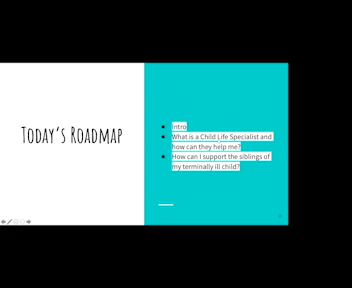 Today's Roadmap
Intro
What is a Child Life Specialist and
how can they help me?
How can I support the siblings of
my terminally ill child?